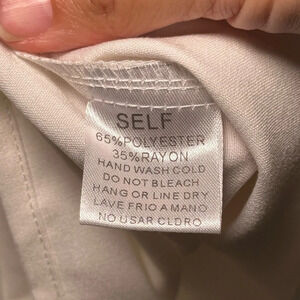 SELF
65%POLYESTER
35%RAYON
HAND WASH COLD
DO NOT BLEACH
HANG OR LINE DRY
LAVE FRIO A MANO
NO USAR CLDRO